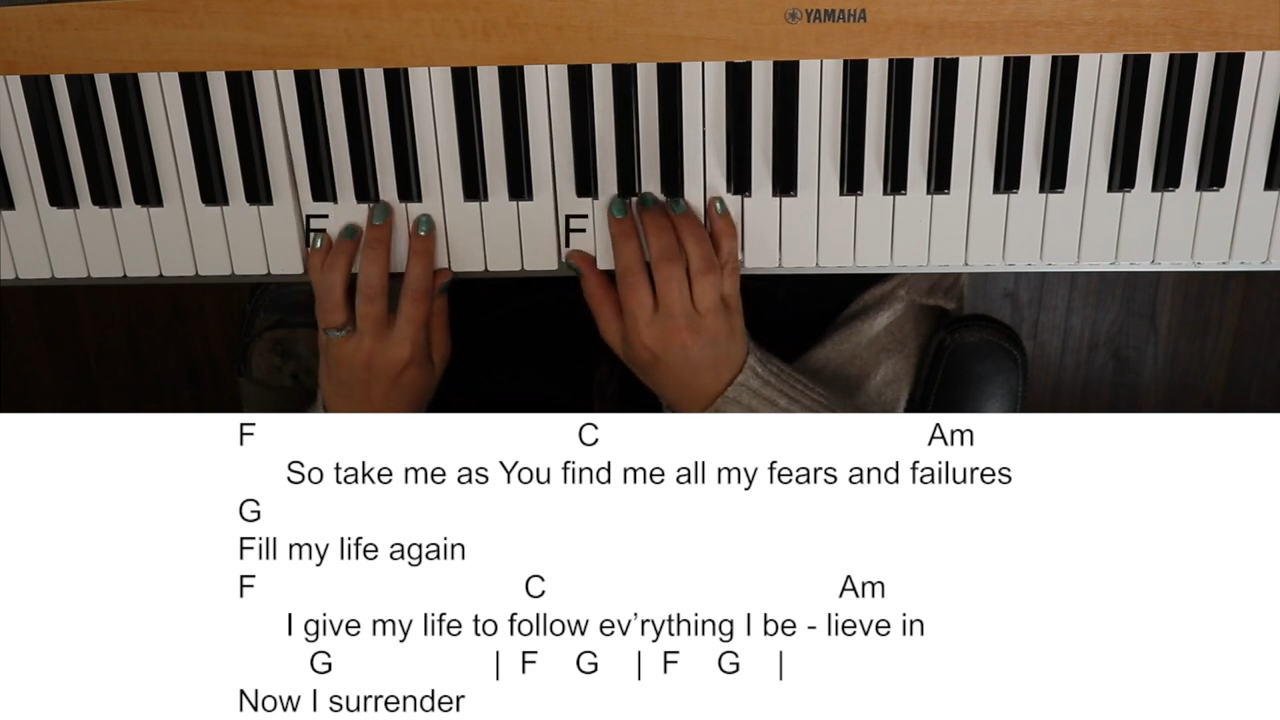 YAMAHA
F F
F C Am
So take me as You find me all my fears and failures
G
Fill my life again
F C Am
I give my life to follow ev’rything I be - lieve in
G | F G | F G |
Now I surrender